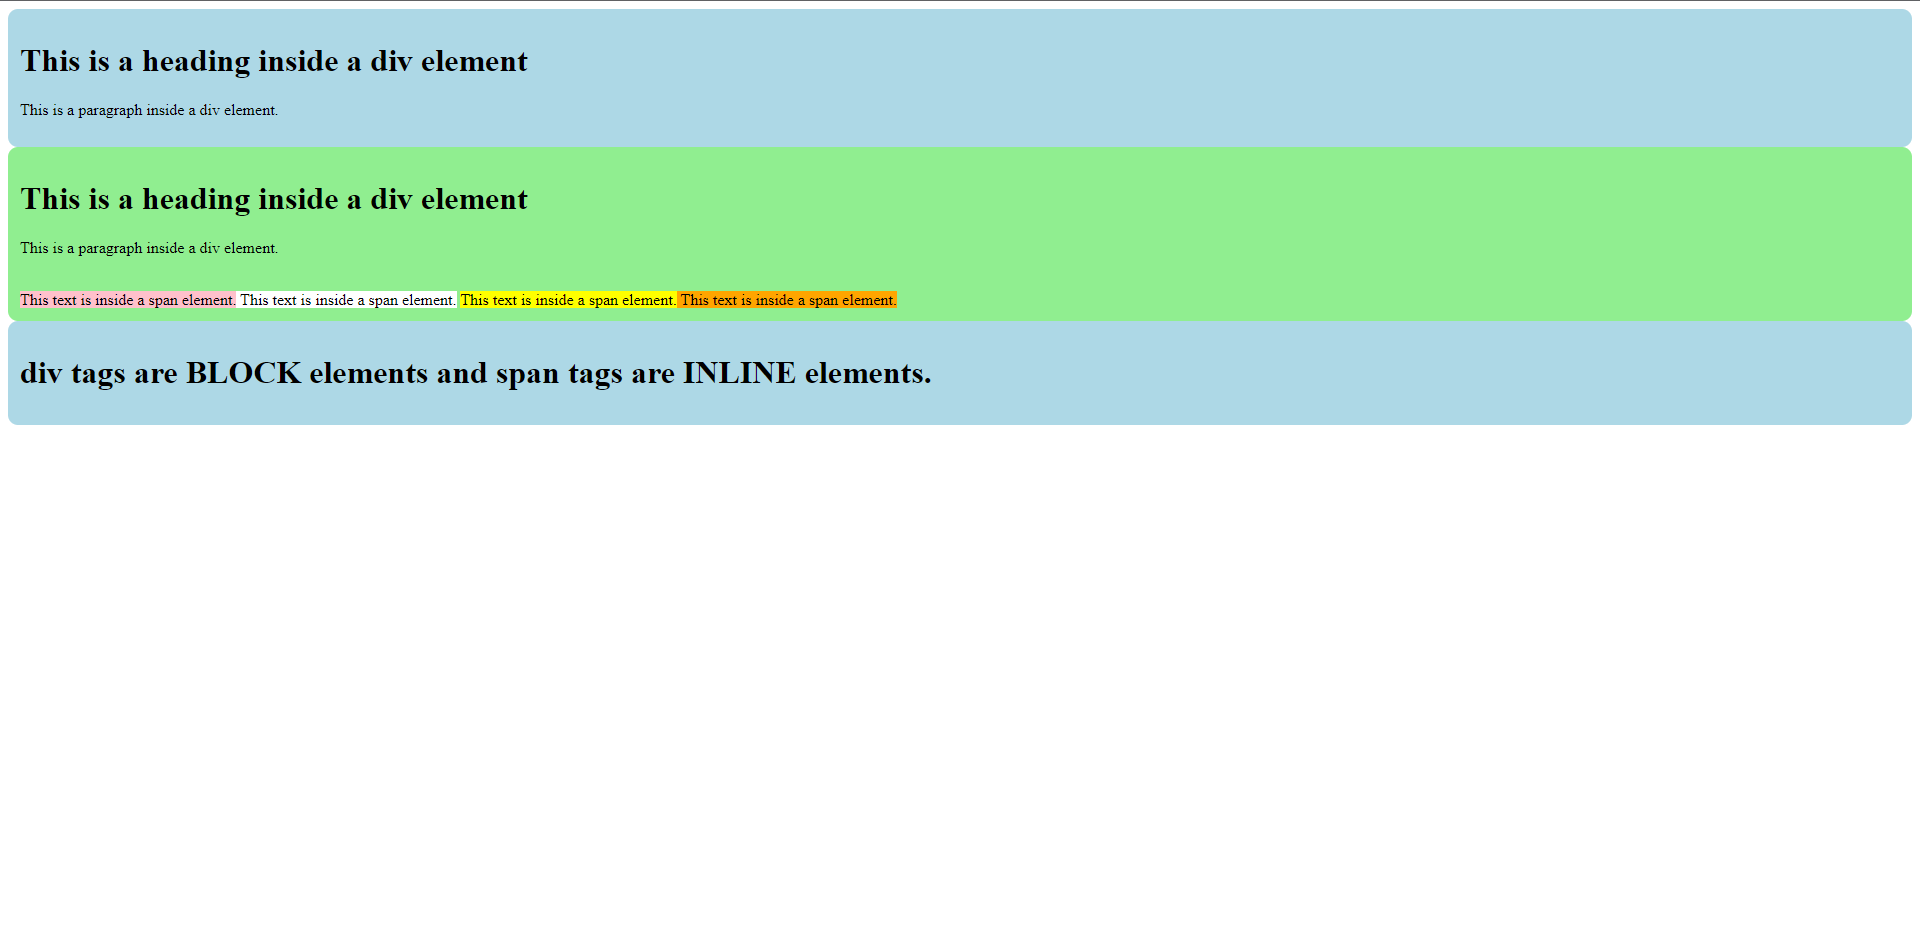 This is a heading inside a div element
This is a paragraph inside a div element.
This is a heading inside a div element
This is a paragraph inside a div element.
This text is inside a span element. This text is inside a span element. This text is inside a span element. This text is inside a span element.
div tags are BLOCK elements and span tags are INLINE elements.